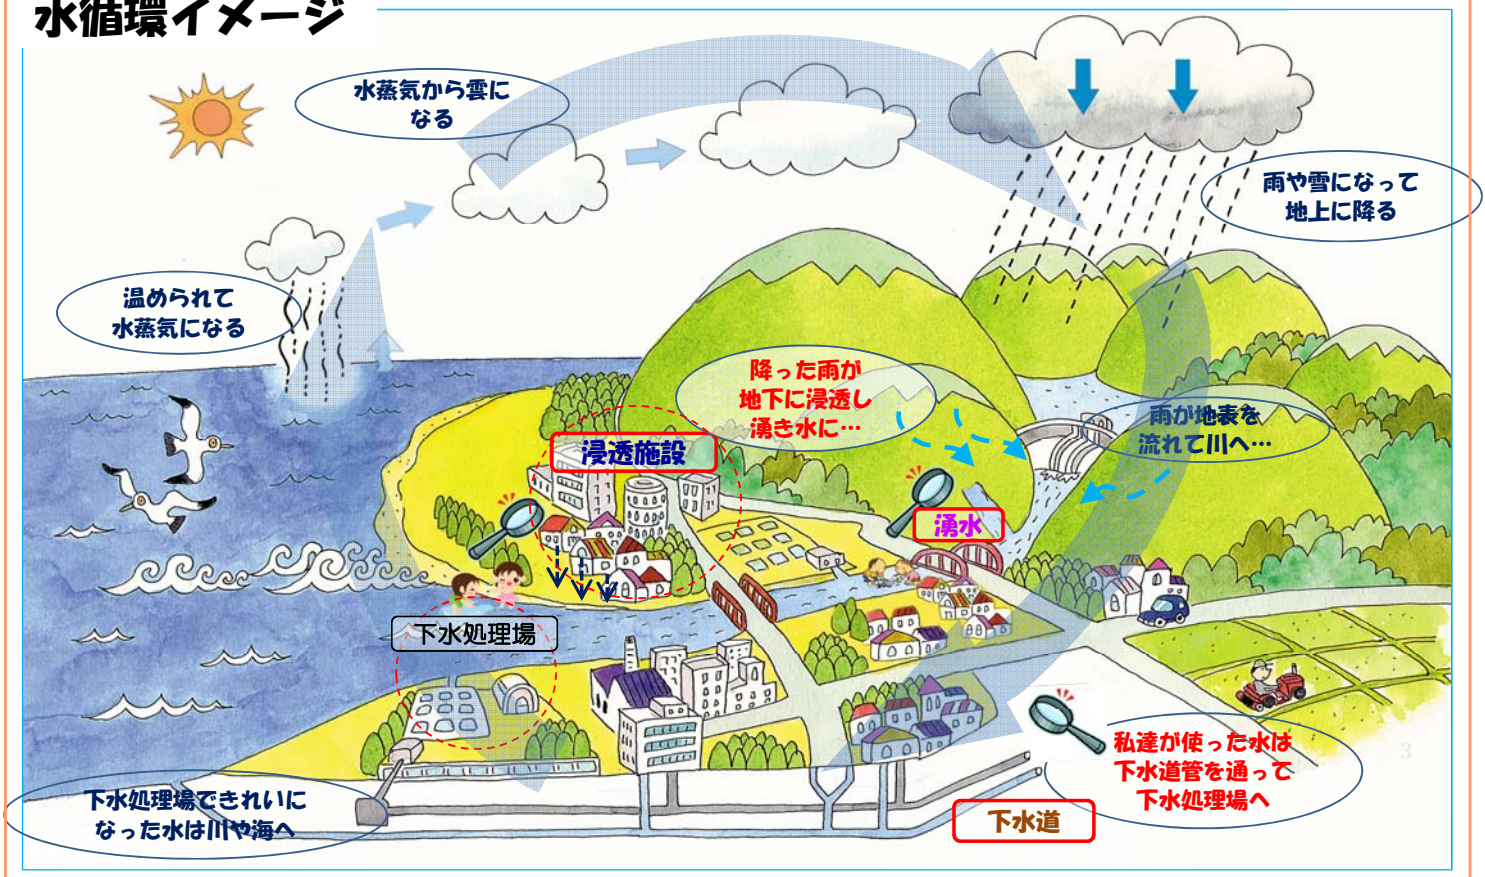 水循環イメージ
水蒸気から雲に
なる
雨や雪になって
地上に降る
温められて
水蒸気になる
降った雨が
地下に浸透し
湧き水に…
雨が地表を
流れて川へ…
浸透施設
湧水
下水処理場
私達が使った水は
下水道管を通って
下水処理場へ
3
下水処理場できれいに
なった水は川や海へ
下水道